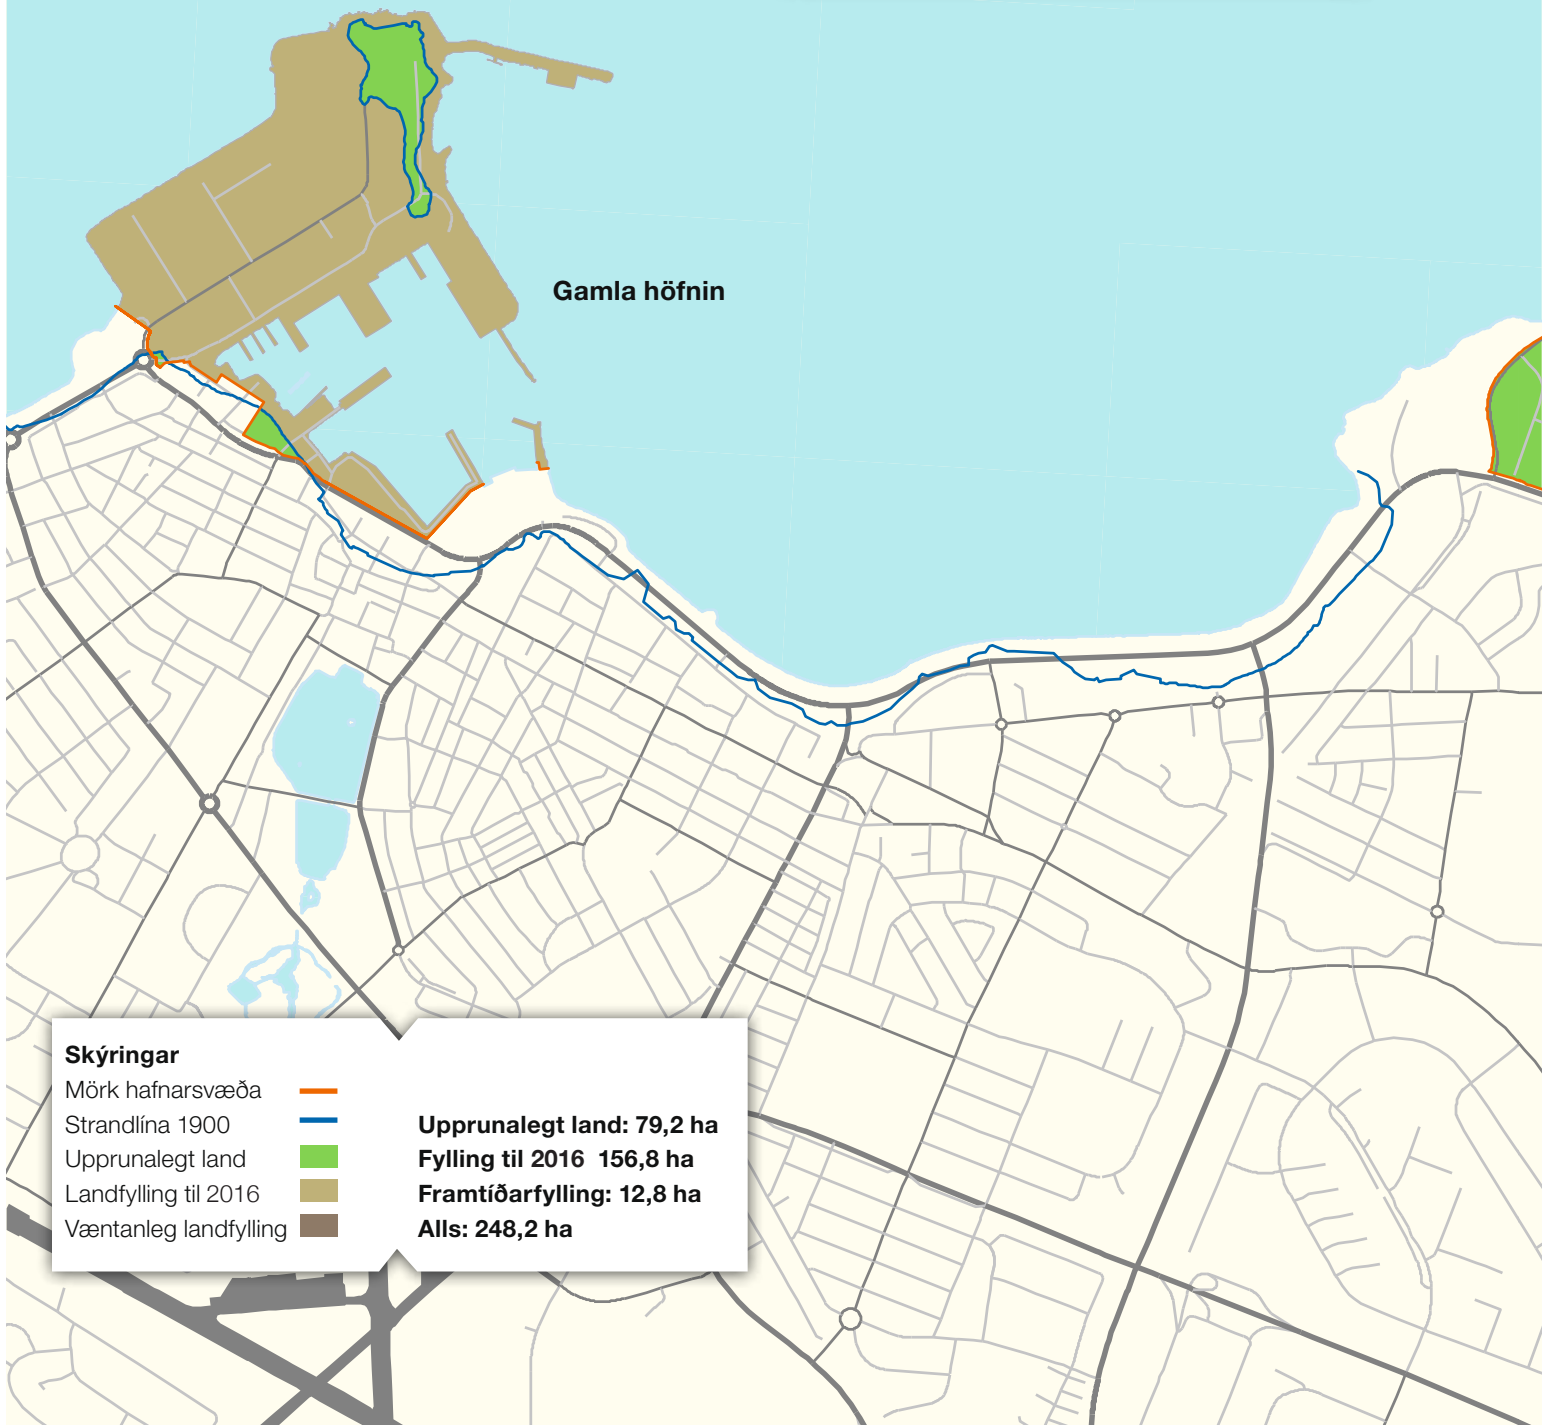 Gamla höfnin
Skýringar
Mörk hafnarsvæða
Strandlína 1900
Upprunalegt land
Landfylling til 2016
Væntanleg landfylling
Upprunalegt land: 79,2 ha
Fylling til 2016 156,8 ha
Framtíðarfylling: 12,8 ha
Alls: 248,2 ha